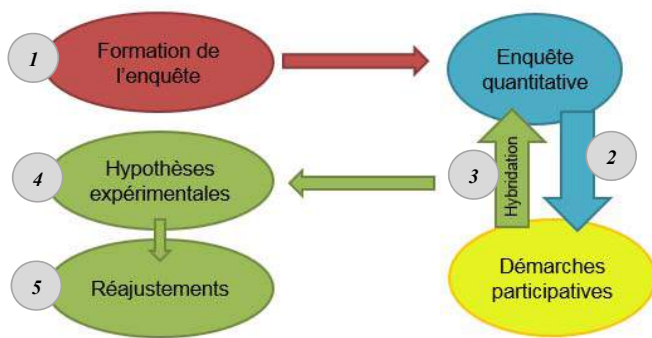 1
Formation de
l'enquête
Enquête
quantitative
2
3
Hybridation
4
Hypothèses
expérimentales
5
Réajustements
Démarches
participatives